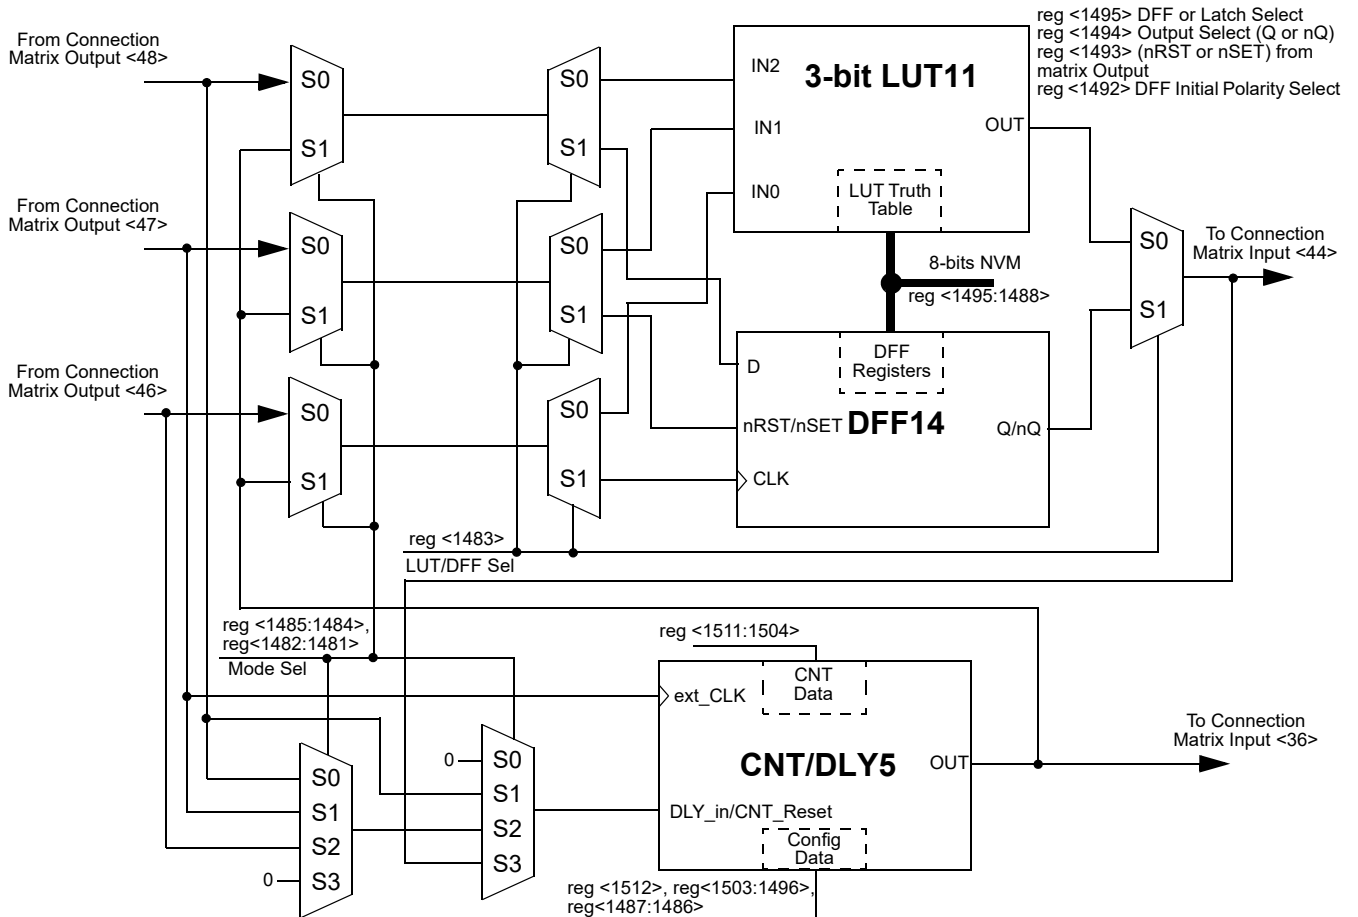 reg <1495> DFF or Latch Select
reg <1494> Output Select (Q or nQ)
reg <1493> (nRST or nSET) from
matrix Output
reg <1492> DFF Initial Polarity Select
From Connection
Matrix Output <48>
S0
S1
S0
S1
IN2
3-bit LUT11
IN1
OUT
IN0
LUT Truth
Table
From Connection
Matrix Output <47>
S0
S1
S0
S1
8-bits NVM
reg <1495:1488>
S0
S1
To Connection
Matrix Input <44>
From Connection
Matrix Output <46>
S0
S1
S0
S1
D
DFF
Registers
nRST/nSET
DFF14
Q/nQ
CLK
reg <1483>
LUT/DFF Sel
reg <1485:1484>,
reg<1482:1481>
Mode Sel
reg <1511:1504>
CNT
Data
ext_CLK
CNT/DLY5
OUT
To Connection
Matrix Input <36>
DLY_in/CNT_Reset
Config
Data
0
S0
S1
S2
S3
S0
S1
S2
0
S3
reg <1512>, reg<1503:1496>,
reg<1487:1486>